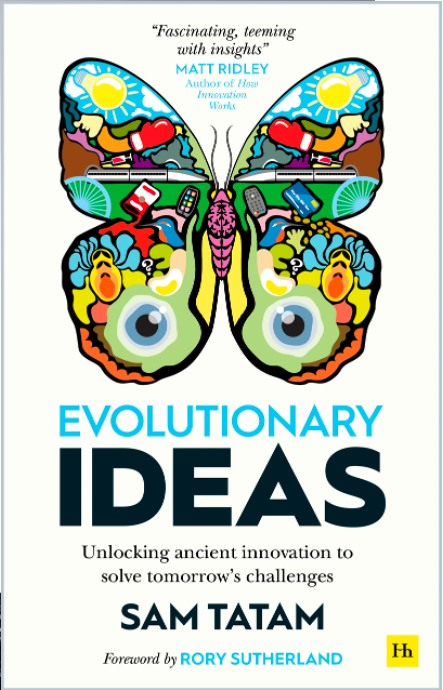 “Fascinating, teeming
with insights”
MATT RIDLEY
Author of How
Innovation
Works
EVOLUTIONARY
IDEAS
Unlocking ancient innovation to
solve tomorrow’s challenges
SAM TATAM
Foreword by RORY SUTHERLAND
Hh